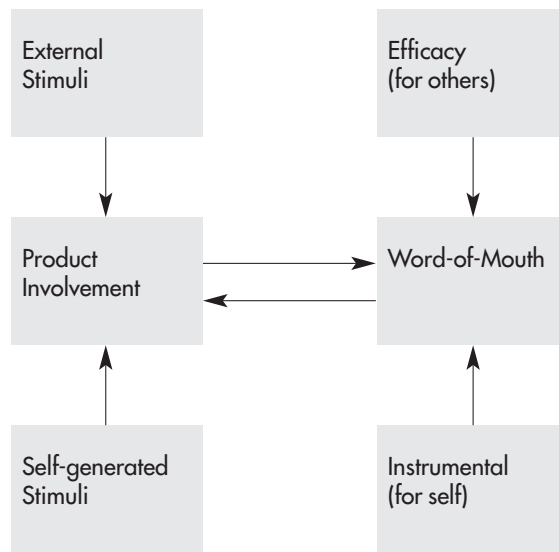 External
Stimuli
Efficacy
(for others)
Product
Involvement
Word-of-Mouth
Self-generated
Stimuli
Instrumental
(for self)